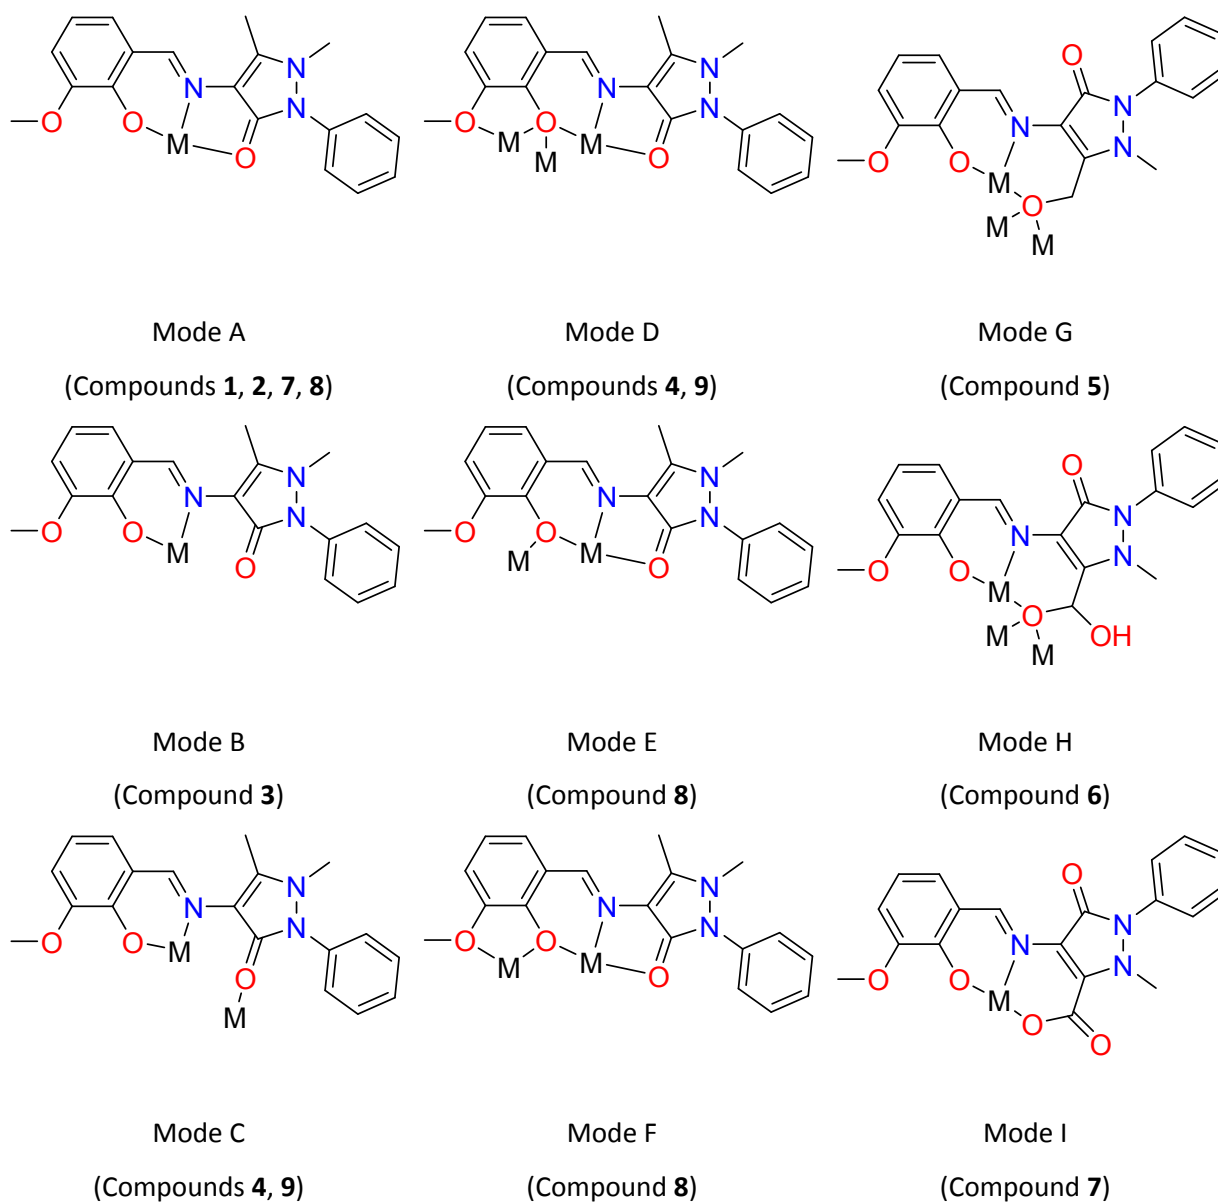 N N N O O M O
N N N O O M M M O
O N N N O O M O M M
Mode A
Mode D
Mode G
(Compounds 1, 2, 7, 8)
(Compounds 4, 9)
(Compound 5)
N N N O O M O
N N N O O M M O
O N N N O O M O M M OH
Mode B
Mode E
Mode H
(Compound 3)
(Compound 8)
(Compound 6)
N N N O O M O M
N N N O O M M O
O N N N O O M O O
Mode C
Mode F
Mode I
(Compounds 4, 9)
(Compound 8)
(Compound 7)